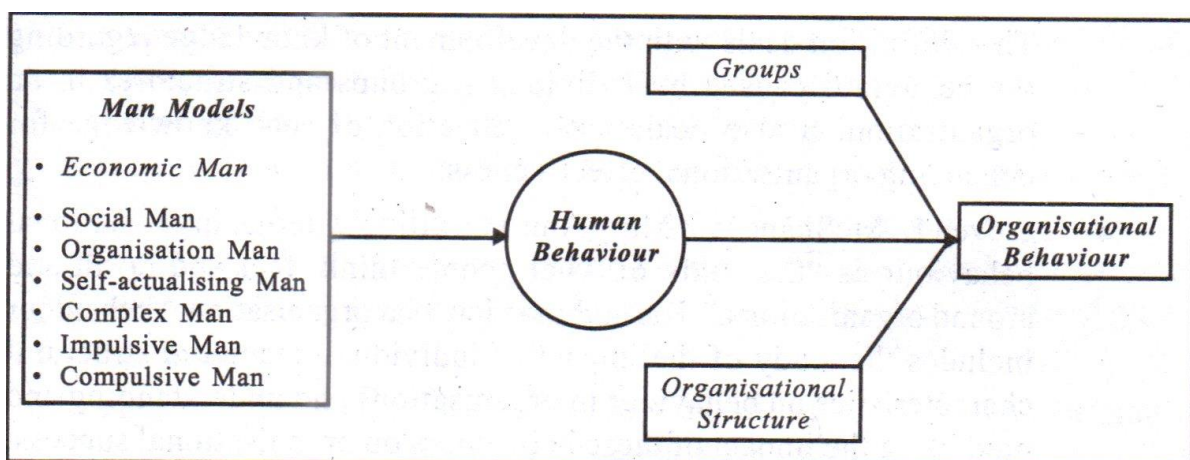 Man Models
• Economic Man
• Social Man
• Organisation Man
• Self-actualising Man
• Complex Man
• Impulsive Man
• Compulsive Man
Human
Behaviour
Groups
Organisational
Structure
Organisational
Behaviour